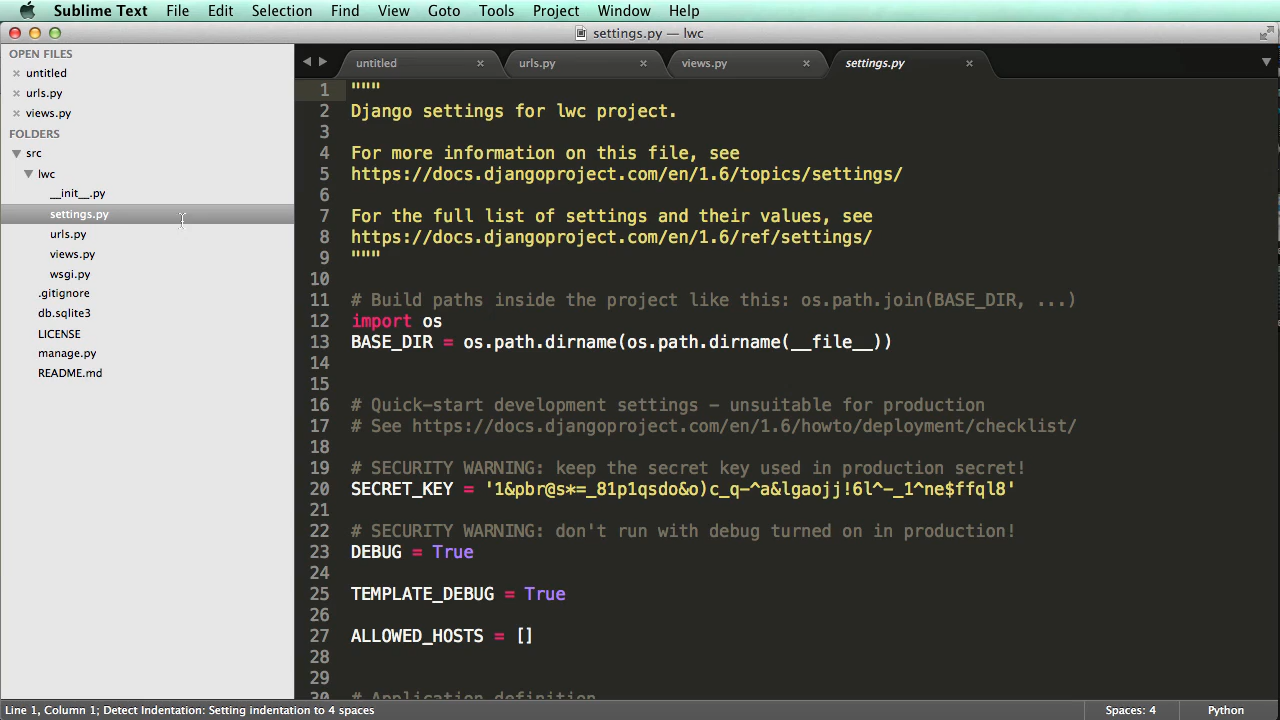 Sublime Text File Edit Selection Find View Goto Tools Project Window Help
settings.py — lwc
OPEN FILES
untitled
urls.py
views.py
FOLDERS
src
lwc
__init__.py
settings.py
urls.py
views.py
wsgi.py
.gitignore
db.sqlite3
LICENSE
manage.py
README.md
untitled urls.py views.py settings.py
1 """
2 Django settings for lwc project.
3
4 For more information on this file, see
5 https://docs.djangoproject.com/en/1.6/topics/settings/
6
7 For the full list of settings and their values, see
8 https://docs.djangoproject.com/en/1.6/ref/settings/
9 """
10
11 # Build paths inside the project like this: os.path.join(BASE_DIR, ...)
12 import os
13 BASE_DIR = os.path.dirname(os.path.dirname(__file__))
14
15
16 # Quick-start development settings - unsuitable for production
17 # See https://docs.djangoproject.com/en/1.6/howto/deployment/checklist/
18
19 # SECURITY WARNING: keep the secret key used in production secret!
20 SECRET_KEY = '1&pbr@s*=_81p1qsdo&o)c_q-^a&lgaojj!6l^-_1^ne$ffql8'
21
22 # SECURITY WARNING: don't run with debug turned on in production!
23 DEBUG = True
24
25 TEMPLATE_DEBUG = True
26
27 ALLOWED_HOSTS = []
28
29
30 # Application definition
Line 1, Column 1; Detect Indentation: Setting indentation to 4 spaces Spaces: 4 Python